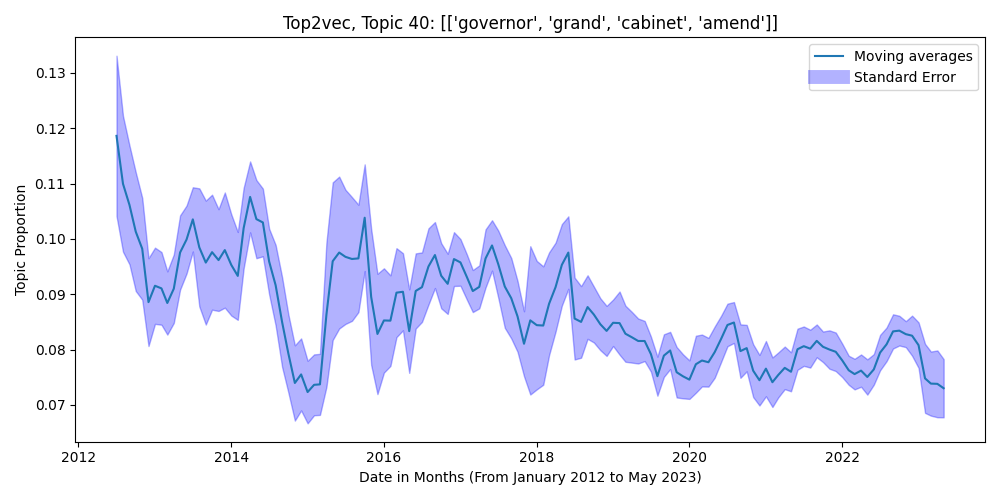 Top2vec, Topic 40: [['governor', 'grand', 'cabinet', 'amend']]
Moving averages
Standard Error
Topic Proportion
0.13
0.12
0.11
0.10
0.09
0.08
0.07
2012 2014 2016 2018 2020 2022
Date in Months (From January 2012 to May 2023)